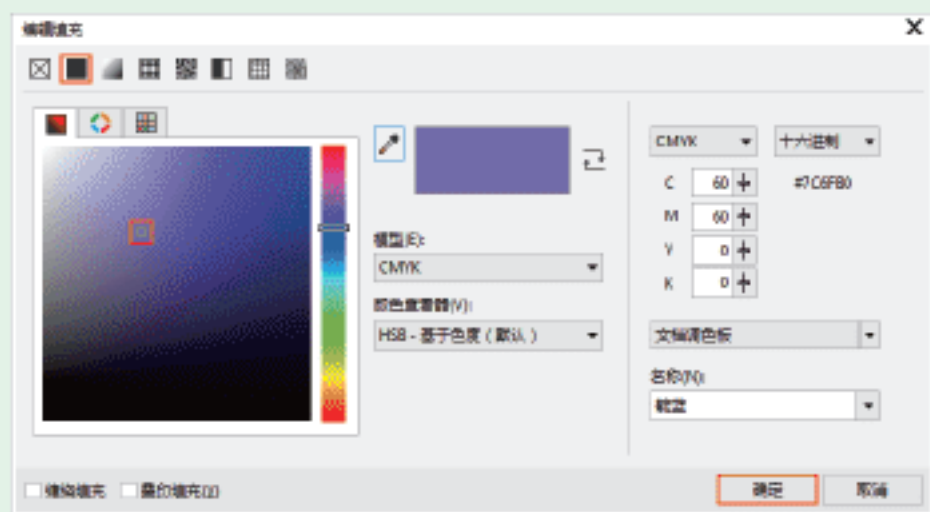 编辑填充
CMYK
十六进制
C 60
#7C6FB0
M 60
Y 0
K 0
模型(E):
CMYK
颜色查看器(V):
HSB - 基于色度（默认）
文档调色板
名称(N):
靛蓝
缠绕填充
叠印填充(O)
确定
取消